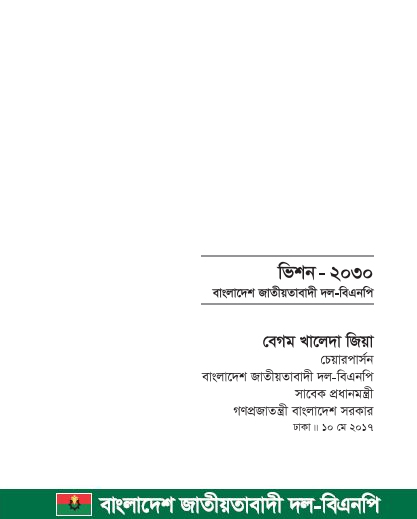 ভিশন - ২০৩০
বাংলাদেশ জাতীয়তাবাদী দল-বিএনপি
বেগম খালেদা জিয়া
চেয়ারপার্সন
বাংলাদেশ জাতীয়তাবাদী দল-বিএনপি
সাবেক প্রধানমন্ত্রী
গণপ্রজাতন্ত্রী বাংলাদেশ সরকার
ঢাকা॥ ১০ মে ২০১৭
বাংলাদেশ জাতীয়তাবাদী দল-বিএনপি